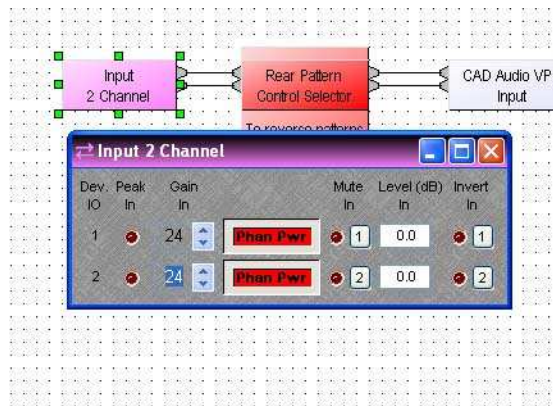 Input
2 Channel
Rear Pattern
Control Selector
CAD Audio VP
Input
To reverse patterns
Input 2 Channel
Dev. Peak Gain Mute Level (dB) Invert
IO In In In In In
1 24 Phan Pwr 1 0.0 1
2 24 Phan Pwr 2 0.0 2